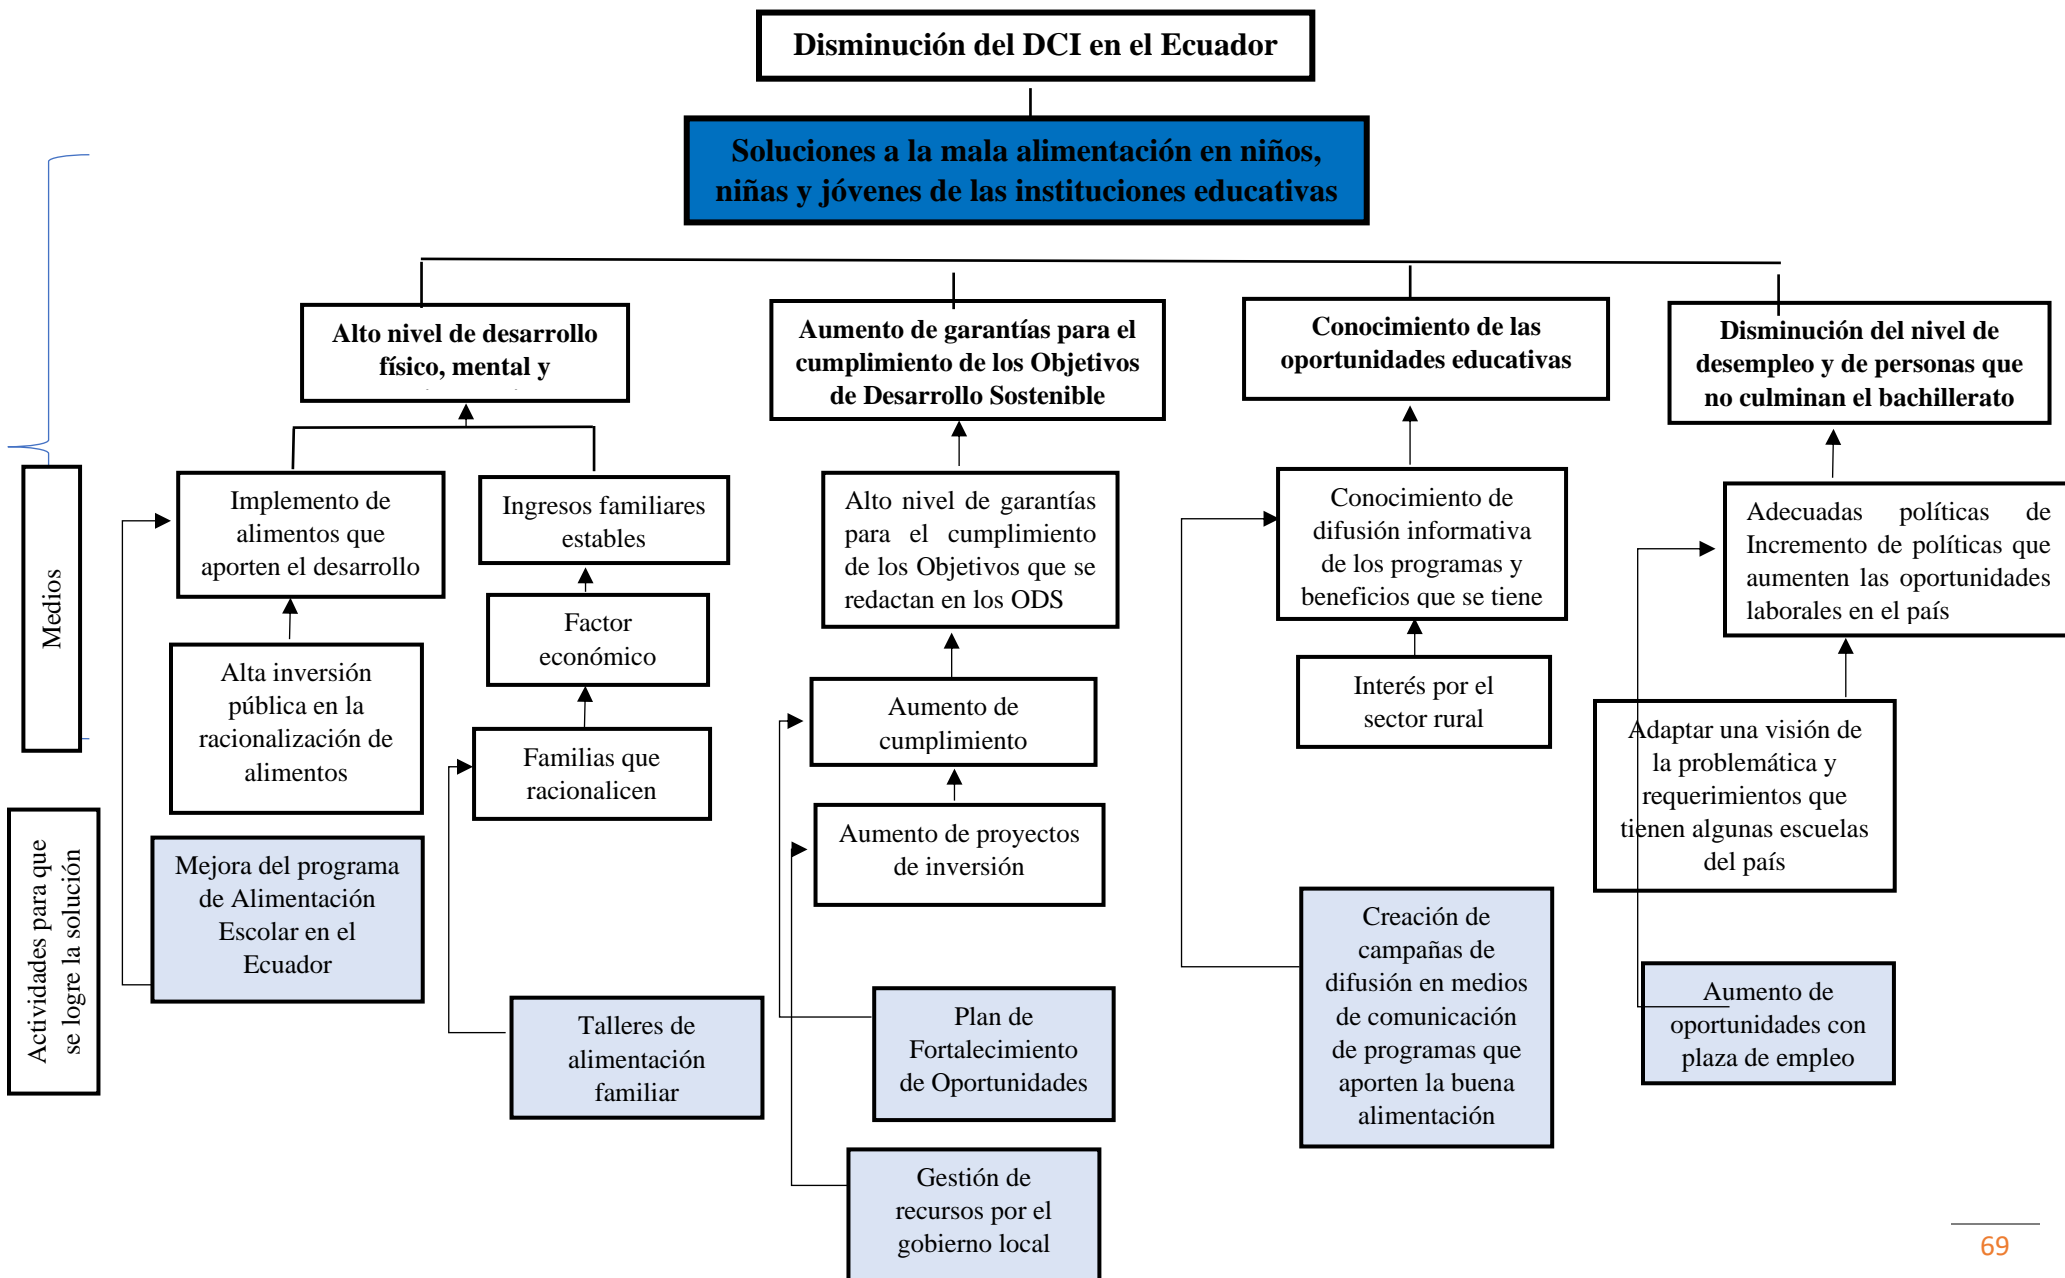 Disminución del DCI en el Ecuador
Soluciones a la mala alimentación en niños,
niñas y jóvenes de las instituciones educativas
Alto nivel de desarrollo
físico, mental y
Aumento de garantías para el
cumplimiento de los Objetivos
de Desarrollo Sostenible
Conocimiento de las
oportunidades educativas
Disminución del nivel de
desempleo y de personas que
no culminan el bachillerato
Medios
Implemento de
alimentos que
aporten el desarrollo
Ingresos familiares
estables
Alto nivel de garantías
para el cumplimiento
de los Objetivos que se
redactan en los ODS
Conocimiento de
difusión informativa
de los programas y
beneficios que se tiene
Adecuadas políticas de
Incremento de políticas que
aumenten las oportunidades
laborales en el país
Factor
económico
Alta inversión
pública en la
racionalización de
alimentos
Familias que
racionalicen
Aumento de
cumplimiento
Interés por el
sector rural
Adaptar una visión de
la problemática y
requerimientos que
tienen algunas escuelas
del país
Aumento de proyectos
de inversión
Actividades para que
se logre la solución
Mejora del programa
de Alimentación
Escolar en el
Ecuador
Talleres de
alimentación
familiar
Plan de
Fortalecimiento
de Oportunidades
Creación de
campañas de
difusión en medios
de comunicación
de programas que
aporten la buena
alimentación
Aumento de
oportunidades con
plaza de empleo
Gestión de
recursos por el
gobierno local
69